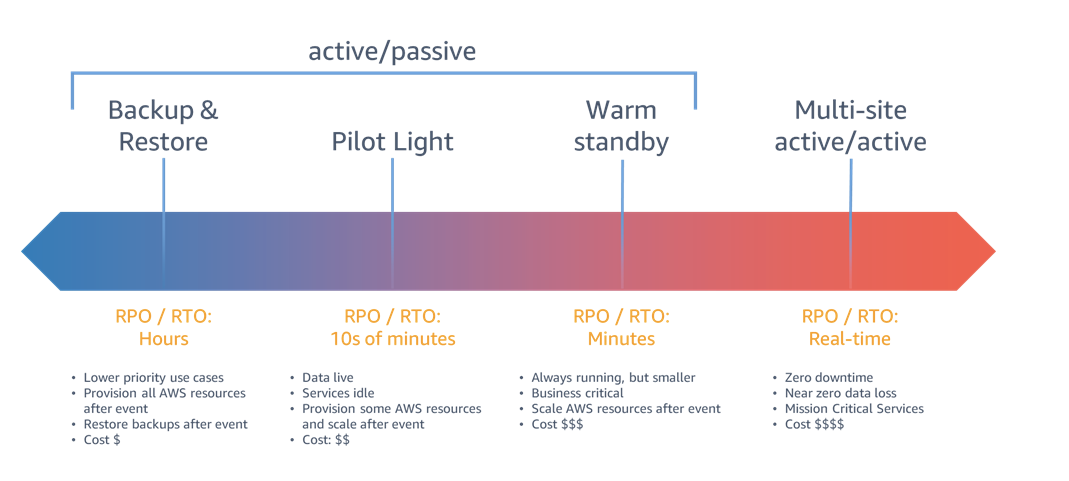 active/passive
Backup &
Restore
Pilot Light
Warm
standby
Multi-site
active/active
RPO / RTO:
Hours
RPO / RTO:
10s of minutes
RPO / RTO:
Minutes
RPO / RTO:
Real-time
• Lower priority use cases
• Provision all AWS resources
after event
• Restore backups after event
• Cost $
• Data live
• Services idle
• Provision some AWS resources
and scale after event
• Cost: $$
• Always running, but smaller
• Business critical
• Scale AWS resources after event
• Cost $$$
• Zero downtime
• Near zero data loss
• Mission Critical Services
• Cost $$$$